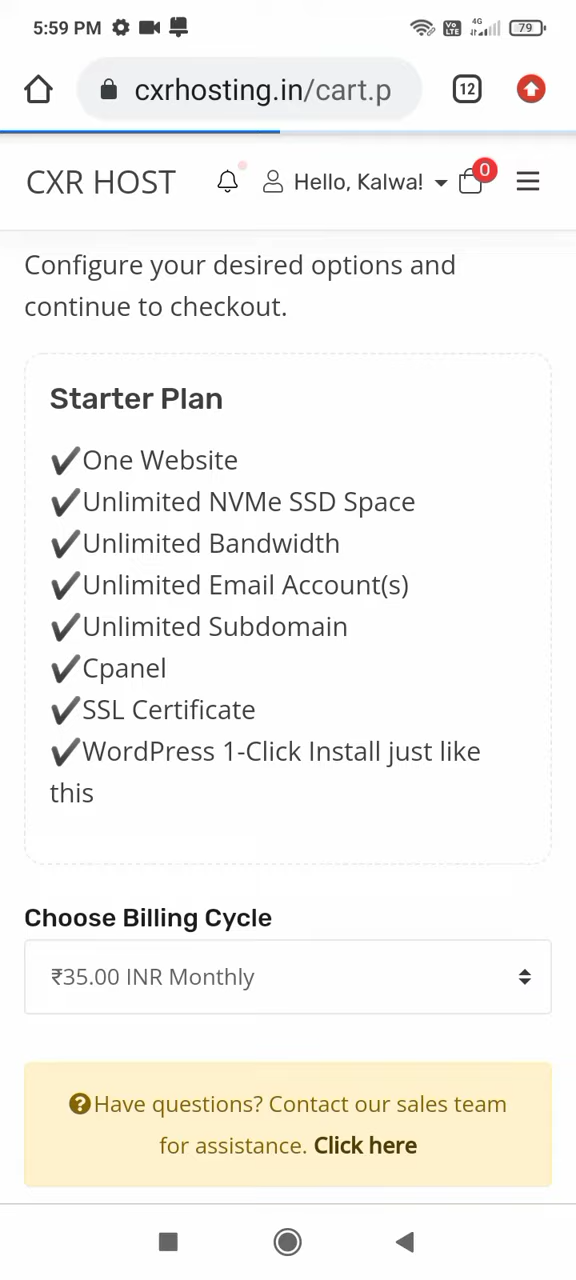 5:59 PM
Vo LTE 4G 79
cxrhosting.in/cart.p
12
CXR HOST
Hello, Kalwa!
0
Configure your desired options and
continue to checkout.
Starter Plan
✔One Website
✔Unlimited NVMe SSD Space
✔Unlimited Bandwidth
✔Unlimited Email Account(s)
✔Unlimited Subdomain
✔Cpanel
✔SSL Certificate
✔WordPress 1-Click Install just like
this
Choose Billing Cycle
₹35.00 INR Monthly
Have questions? Contact our sales team
for assistance. Click here